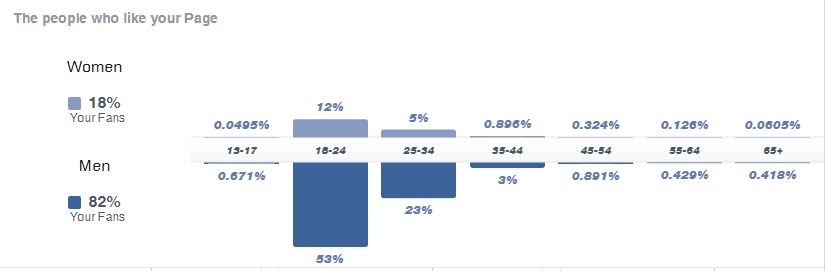 The people who like your Page
Women
18%
Your Fans
0.0495% 12% 5% 0.896% 0.324% 0.126% 0.0605%
13-17 18-24 25-34 35-44 45-54 55-64 65+
Men
82%
Your Fans
0.671% 53% 23% 3% 0.891% 0.429% 0.418%